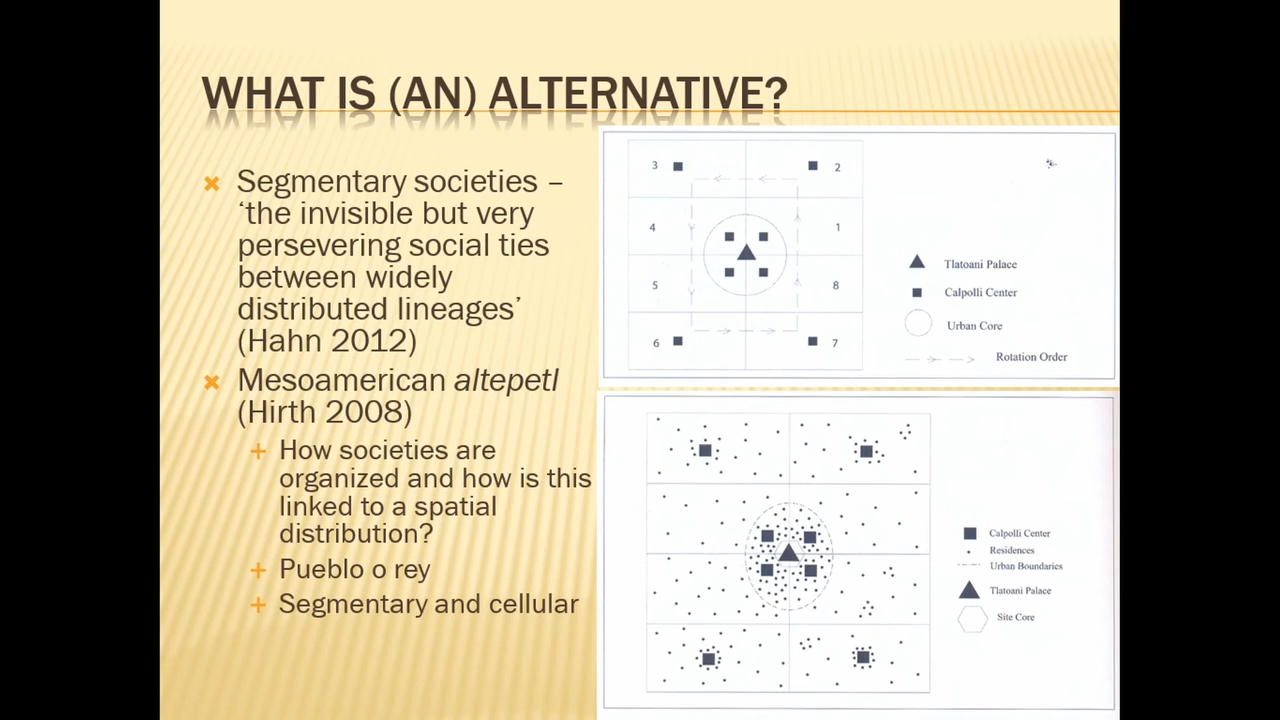 WHAT IS (AN) ALTERNATIVE?
Segmentary societies –
‘the invisible but very
persevering social ties
between widely
distributed lineages’
(Hahn 2012)
Mesoamerican altepetl
(Hirth 2008)
How societies are
organized and how is this
linked to a spatial
distribution?
Pueblo o rey
Segmentary and cellular
3
2
4
1
5
8
6
7
Tlatoani Palace
Calpolli Center
Urban Core
Rotation Order
Calpolli Center
Residences
Urban Boundaries
Tlatoani Palace
Site Core